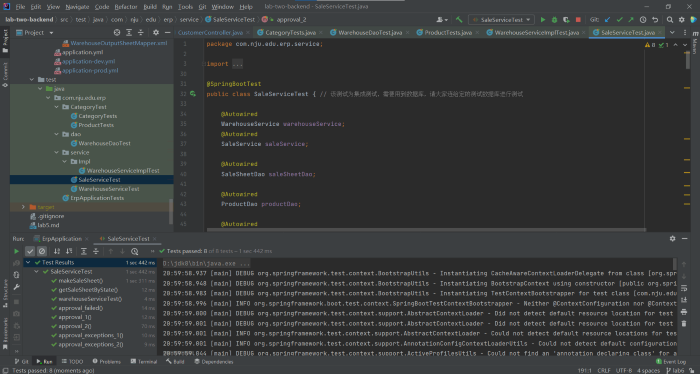 File Edit View Navigate Code Refactor Build Run Tools Git Window Help lab-two-backend - SaleServiceTest.java
lab-two-backend src test java com nju edu erp service SaleServiceTest approval_2
SaleServiceTest
Git:
Project
CustomerController.java
CategoryTests.java
WarehouseDaoTest.java
ProductTests.java
WarehouseServiceImplTest.java
SaleServiceTest.java
WarehouseOutputSheetMapper.xml
application.yml
application-dev.yml
application-prod.yml
test
java
com.nju.edu.erp
CategoryTest
CategoryTests
ProductTests
dao
WarehouseDaoTest
service
Impl
WarehouseServiceImplTest
SaleServiceTest
WarehouseServiceTest
ErpApplicationTests
target
.gitignore
lab5.md
package com.nju.edu.erp.service;
import ...
@SpringBootTest
public class SaleServiceTest { // 该测试为集成测试，需要用到数据库，请大家连给定的测试数据库进行测试
@Autowired
WarehouseService warehouseService;
@Autowired
SaleService saleService;
@Autowired
SaleSheetDao saleSheetDao;
@Autowired
ProductDao productDao;
@Autowired
Run: ErpApplication SaleServiceTest
Tests passed: 8 of 8 tests – 1 sec 442 ms
Test Results 1 sec 442 ms
SaleServiceTest 1 sec 442 ms
makeSaleSheet()
getSaleSheetByState()
warehouseServiceTest()
approval_failed()
approval_1()
approval_2()
approval_exceptions_1()
approval_exceptions_2()
D:\jdk8\bin\java.exe ...
20:59:58.937 [main] DEBUG org.springframework.test.context.BootstrapUtils - Instantiating CacheAwareContextLoaderDelegate from class [org.spr
20:59:58.948 [main] DEBUG org.springframework.test.context.BootstrapUtils - Instantiating BootstrapContext using constructor [public org.spr
20:59:58.981 [main] DEBUG org.springframework.test.context.BootstrapUtils - Instantiating TestContextBootstrapper for test class [com.nju.edu
20:59:58.996 [main] INFO org.springframework.boot.test.context.SpringBootTestContextBootstrapper - Neither @ContextConfiguration nor @Context
20:59:59.000 [main] DEBUG org.springframework.test.context.support.AbstractContextLoader - Did not detect default resource location for test
20:59:59.001 [main] DEBUG org.springframework.test.context.support.AbstractContextLoader - Did not detect default resource location for test
20:59:59.001 [main] INFO org.springframework.test.context.support.AbstractContextLoader - Could not detect default resource locations for tes
20:59:59.001 [main] INFO org.springframework.test.context.support.AnnotationConfigContextLoaderUtils - Could not detect default configuration
20:59:59.044 [main] DEBUG org.springframework.test.context.support.ActiveProfilesUtils - Could not find an 'annotation declaring class' for a
Git Run TODO Problems Terminal Build Dependencies Event Log
Tests passed: 8 (moments ago)
191:1 CRLF UTF-8 4 spaces lab6